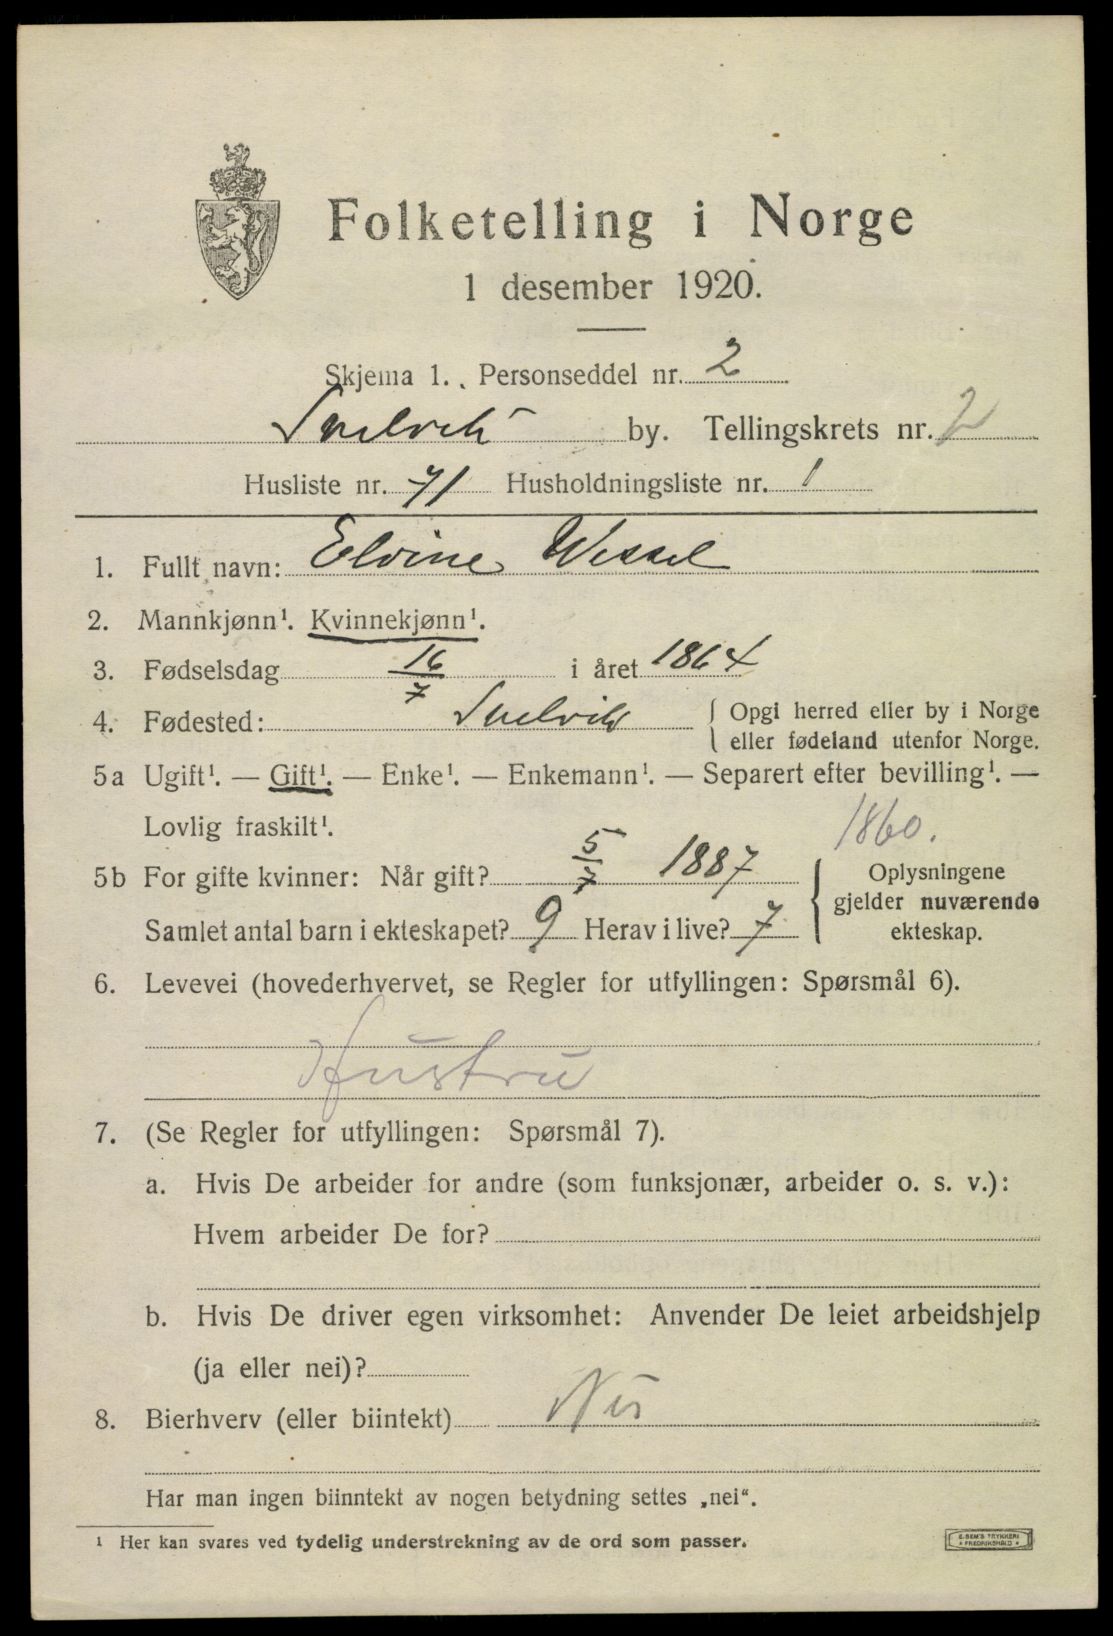 Folketelling i Norge
1 desember 1920.
Skjema 1. Personseddel nr. 2
Svelvik by. Tellingskrets nr. 2
Husliste nr. 71 Husholdningsliste nr. 1
1. Fullt navn: Elvine Wessel
2. Mannkjønn¹. Kvinnekjønn¹.
3. Fødselsdag 16/7 i året 1864
4. Fødested: Svelvik { Opgi herred eller by i Norge
eller fødeland utenfor Norge.
5a Ugift¹. — Gift¹. — Enke¹. — Enkemann¹. — Separert efter bevilling¹. —
Lovlig fraskilt¹.
1860.
5b For gifte kvinner: Når gift? 5/7 1887
Samlet antal barn i ekteskapet? 9 Herav i live? 7
{ Oplysningene
gjelder nuværende
ekteskap.
6. Levevei (hovederhvervet, se Regler for utfyllingen: Spørsmål 6).
Hustru
7. (Se Regler for utfyllingen: Spørsmål 7).
a. Hvis De arbeider for andre (som funksjonær, arbeider o. s. v.):
Hvem arbeider De for?
b. Hvis De driver egen virksomhet: Anvender De leiet arbeidshjelp
(ja eller nei)?
8. Bierhverv (eller biintekt) Nei
Har man ingen biinntekt av nogen betydning settes „nei“.
¹ Her kan svares ved tydelig understrekning av de ord som passer.
E. SEM'S TRYKKERI
FREDRIKSHALD